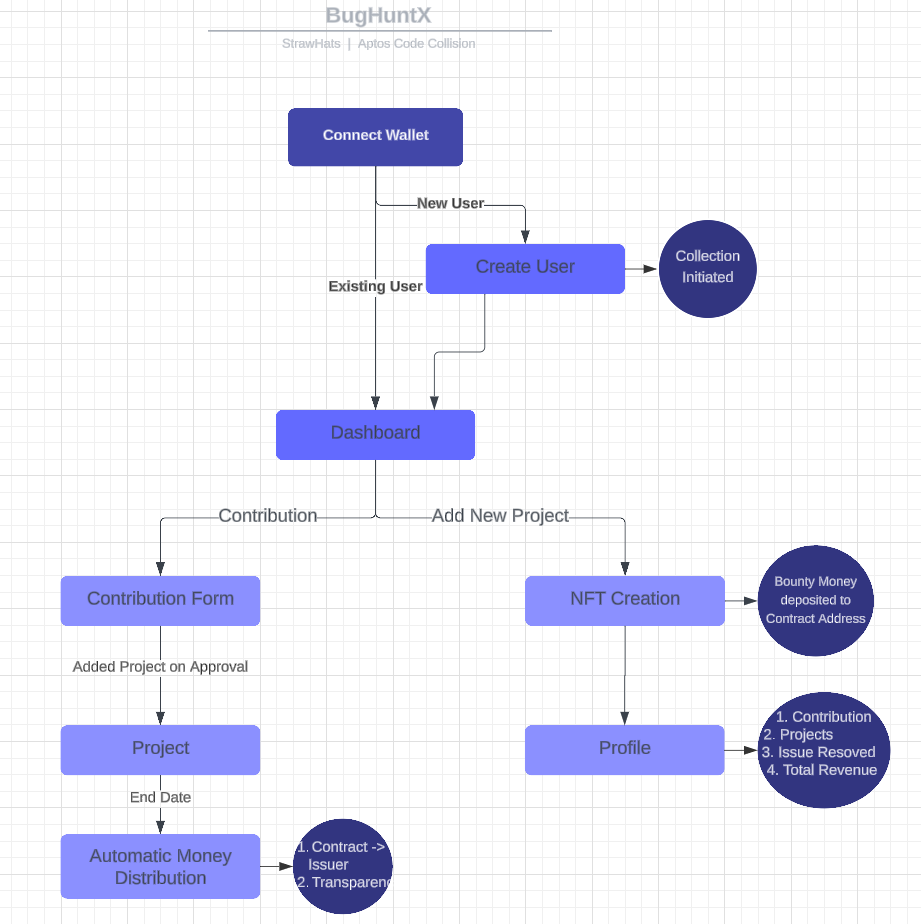 BugHuntX
StrawHats | Aptos Code Collision
Connect Wallet
New User
Create User
Collection
Initiated
Existing User
Dashboard
Contribution
Add New Project
Contribution Form
NFT Creation
Bounty Money
deposited to
Contract Address
Added Project on Approval
Project
Profile
1. Contribution
2. Projects
3. Issue Resoved
4. Total Revenue
End Date
Automatic Money
Distribution
1. Contract ->
Issuer
2. Transparenc